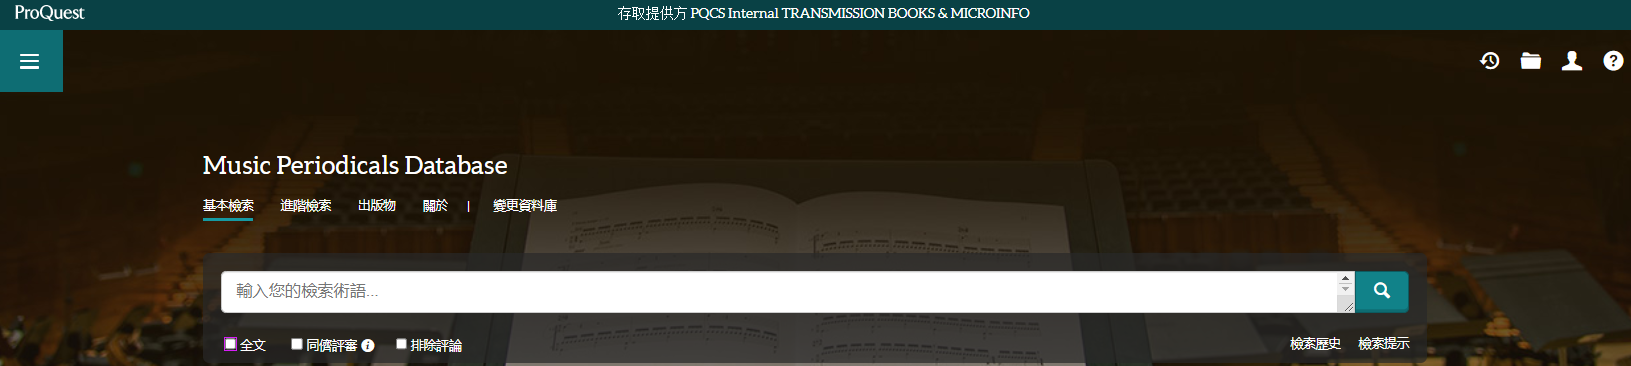 ProQuest
存取提供方 PQCS Internal TRANSMISSION BOOKS & MICROINFO
Music Periodicals Database
基本檢索 進階檢索 出版物 關於 | 變更資料庫
輸入您的檢索術語...
全文 同儕評審 排除評論 檢索歷史 檢索提示